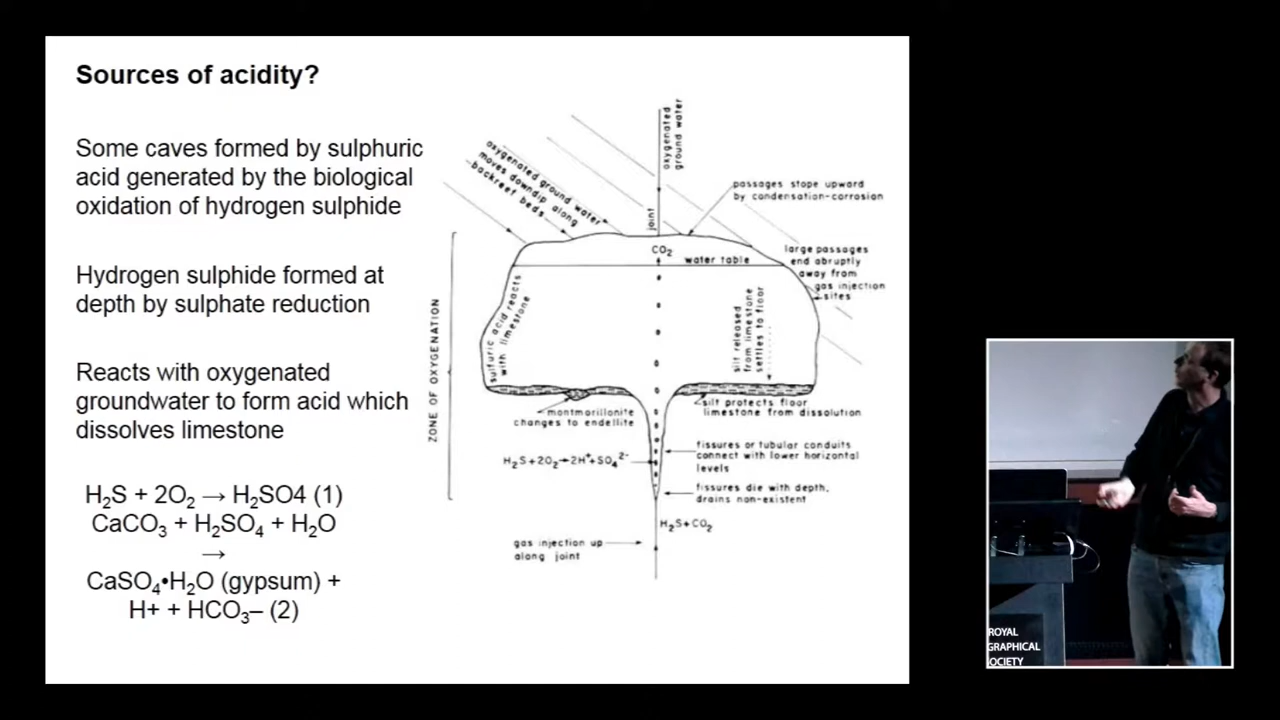 Sources of acidity?
Some caves formed by sulphuric
acid generated by the biological
oxidation of hydrogen sulphide
Hydrogen sulphide formed at
depth by sulphate reduction
Reacts with oxygenated
groundwater to form acid which
dissolves limestone
H₂S + 2O₂ → H₂SO4 (1)
CaCO₃ + H₂SO₄ + H₂O
→
CaSO₄•H₂O (gypsum) +
H+ + HCO₃– (2)
oxygenated ground water
moves downdip along
backreef beds
oxygenated
ground water
joint
passages stope upward
by condensation-corrosion
CO₂
water table
large passages
end abruptly
away from
gas injection
sites
ZONE OF OXYGENATION
sulfuric acid reacts
with limestone
silt released
from limestone
settles to floor
montmorillonite
changes to endellite
silt protects floor
limestone from dissolution
H₂S+2O₂→2H⁺+SO₄²⁻
fissures or tubular conduits
connect with lower horizontal
levels
fissures die with depth,
drains non-existent
H₂S+CO₂
gas injection up
along joint
ROYAL
GRAPHICAL
OCIETY